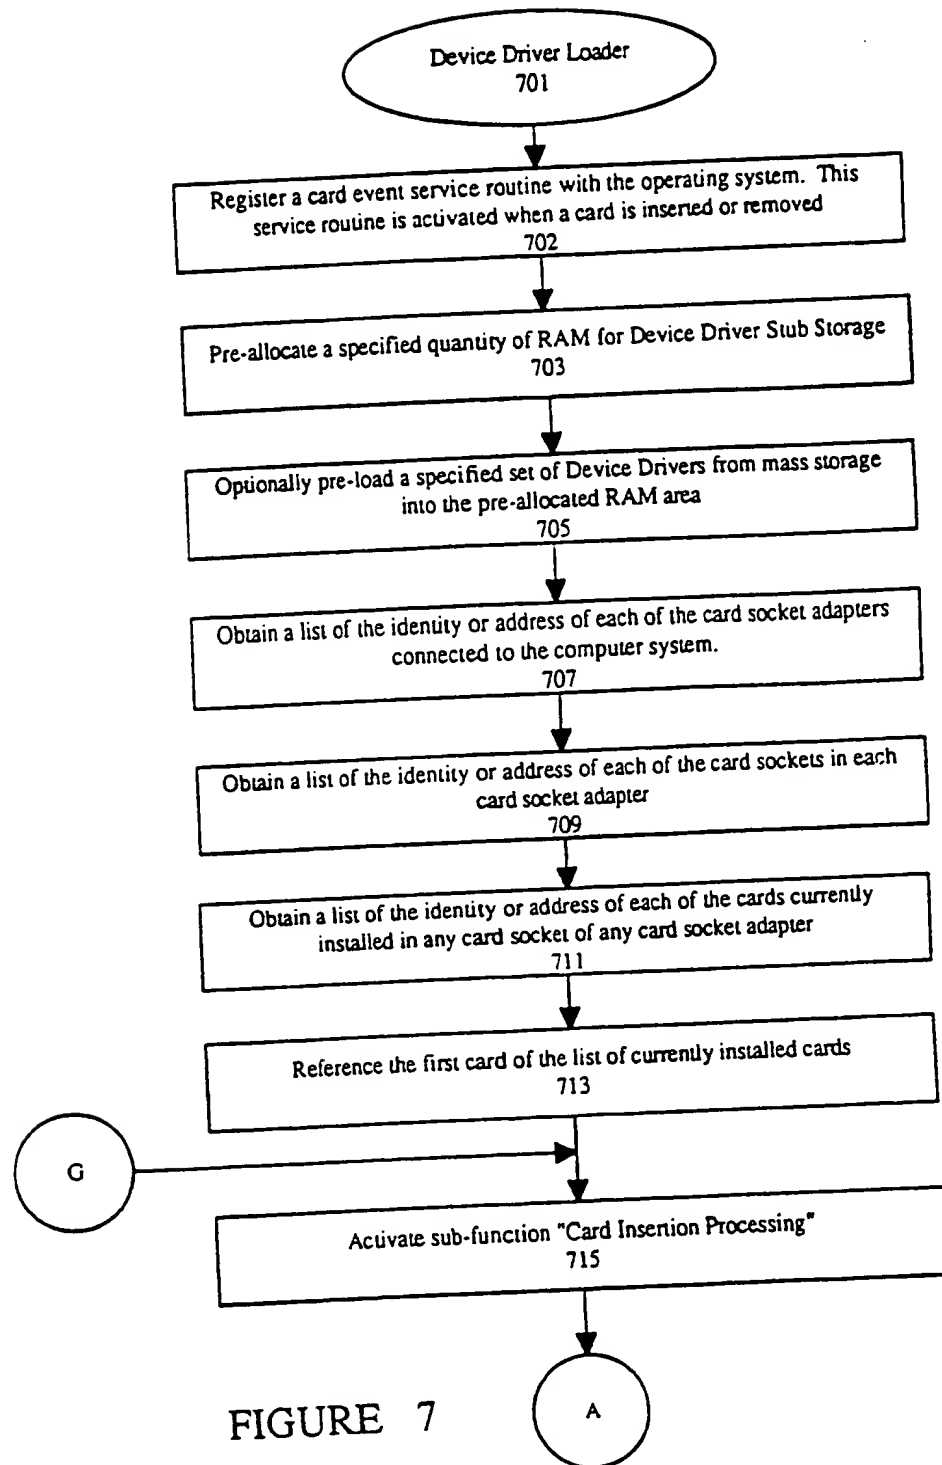 Device Driver Loader
701
Register a card event service routine with the operating system. This
service routine is activated when a card is inserted or removed
702
Pre-allocate a specified quantity of RAM for Device Driver Stub Storage
703
Optionally pre-load a specified set of Device Drivers from mass storage
into the pre-allocated RAM area
705
Obtain a list of the identity or address of each of the card socket adapters
connected to the computer system.
707
Obtain a list of the identity or address of each of the card sockets in each
card socket adapter
709
Obtain a list of the identity or address of each of the cards currently
installed in any card socket of any card socket adapter
711
Reference the first card of the list of currently installed cards
713
G
Activate sub-function "Card Insertion Processing"
715
A
FIGURE 7